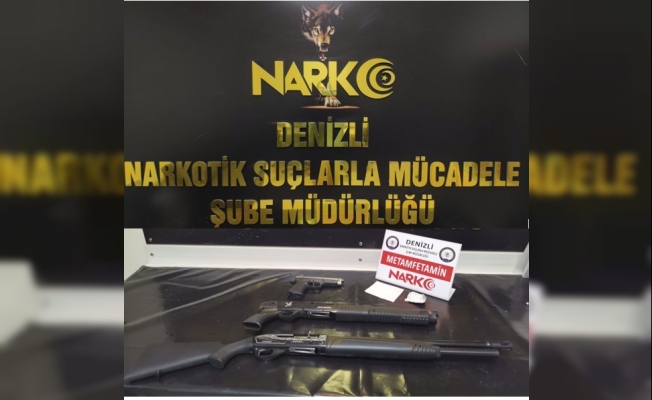 NARKO
DENİZLİ
NARKOTİK SUÇLARLA MÜCADELE
ŞUBE MÜDÜRLÜĞÜ
DENİZLİ
METAMFETAMİN
NARKO